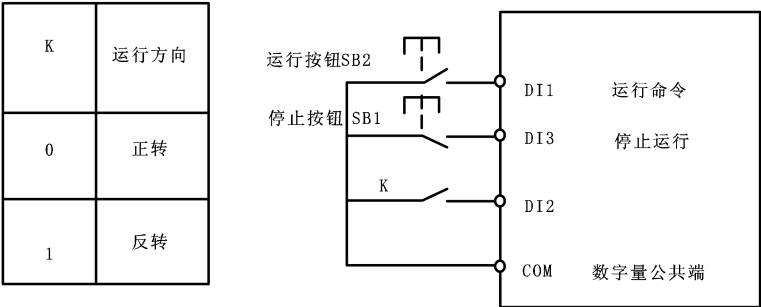 K 运行方向
0 正转
1 反转
运行按钮SB2
DI1 运行命令
停止按钮 SB1
DI3 停止运行
K
DI2
COM 数字量公共端